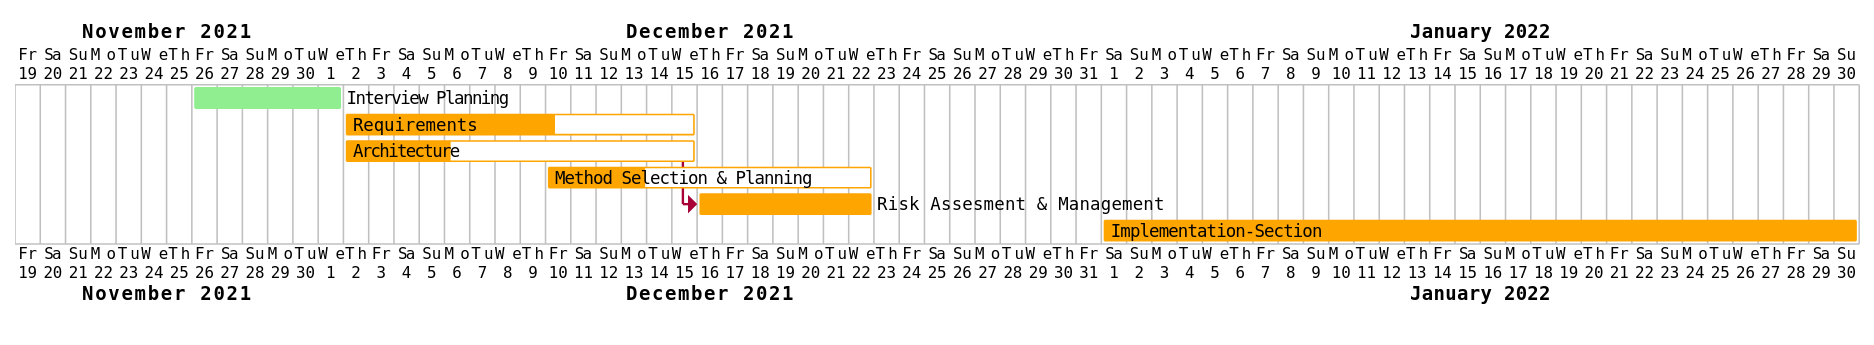 November 2021 December 2021 January 2022
Fr Sa Su Mo Tu We Th Fr Sa Su Mo Tu We Th Fr Sa Su Mo Tu We Th Fr Sa Su Mo Tu We Th Fr Sa Su Mo Tu We Th Fr Sa Su Mo Tu We Th Fr Sa Su Mo Tu We Th Fr Sa Su Mo Tu We Th Fr Sa Su Mo Tu We Th Fr Sa Su Mo Tu We Th Fr Sa Su
19 20 21 22 23 24 25 26 27 28 29 30 1 2 3 4 5 6 7 8 9 10 11 12 13 14 15 16 17 18 19 20 21 22 23 24 25 26 27 28 29 30 31 1 2 3 4 5 6 7 8 9 10 11 12 13 14 15 16 17 18 19 20 21 22 23 24 25 26 27 28 29 30
Interview Planning
Requirements
Architecture
Method Selection & Planning
Risk Assesment & Management
Implementation-Section
Fr Sa Su Mo Tu We Th Fr Sa Su Mo Tu We Th Fr Sa Su Mo Tu We Th Fr Sa Su Mo Tu We Th Fr Sa Su Mo Tu We Th Fr Sa Su Mo Tu We Th Fr Sa Su Mo Tu We Th Fr Sa Su Mo Tu We Th Fr Sa Su Mo Tu We Th Fr Sa Su Mo Tu We Th Fr Sa Su
19 20 21 22 23 24 25 26 27 28 29 30 1 2 3 4 5 6 7 8 9 10 11 12 13 14 15 16 17 18 19 20 21 22 23 24 25 26 27 28 29 30 31 1 2 3 4 5 6 7 8 9 10 11 12 13 14 15 16 17 18 19 20 21 22 23 24 25 26 27 28 29 30
November 2021 December 2021 January 2022